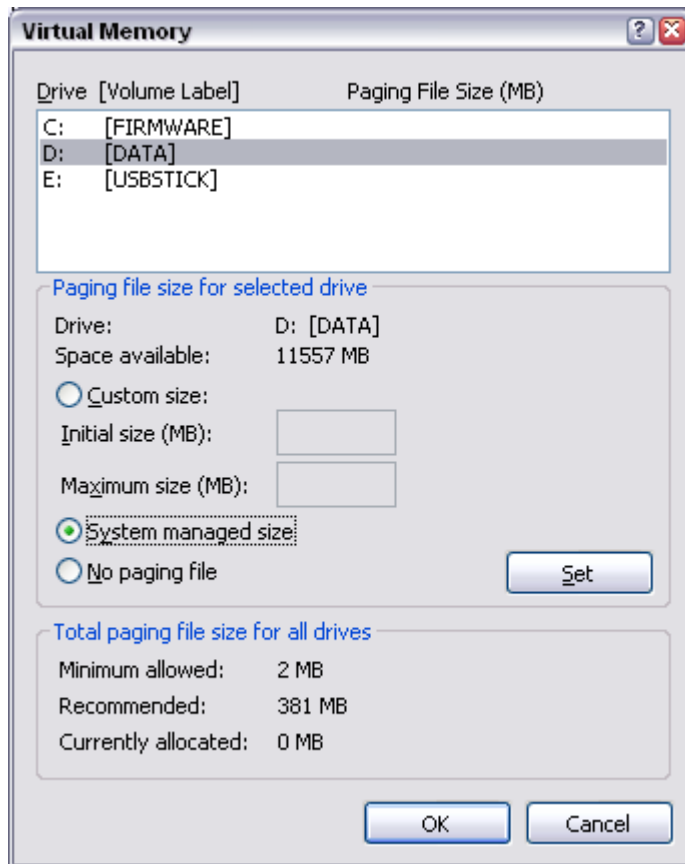 Virtual Memory
Drive [Volume Label] Paging File Size (MB)
C: [FIRMWARE]
D: [DATA]
E: [USBSTICK]
Paging file size for selected drive
Drive: D: [DATA]
Space available: 11557 MB
Custom size:
Initial size (MB):
Maximum size (MB):
System managed size
No paging file
Set
Total paging file size for all drives
Minimum allowed: 2 MB
Recommended: 381 MB
Currently allocated: 0 MB
OK Cancel